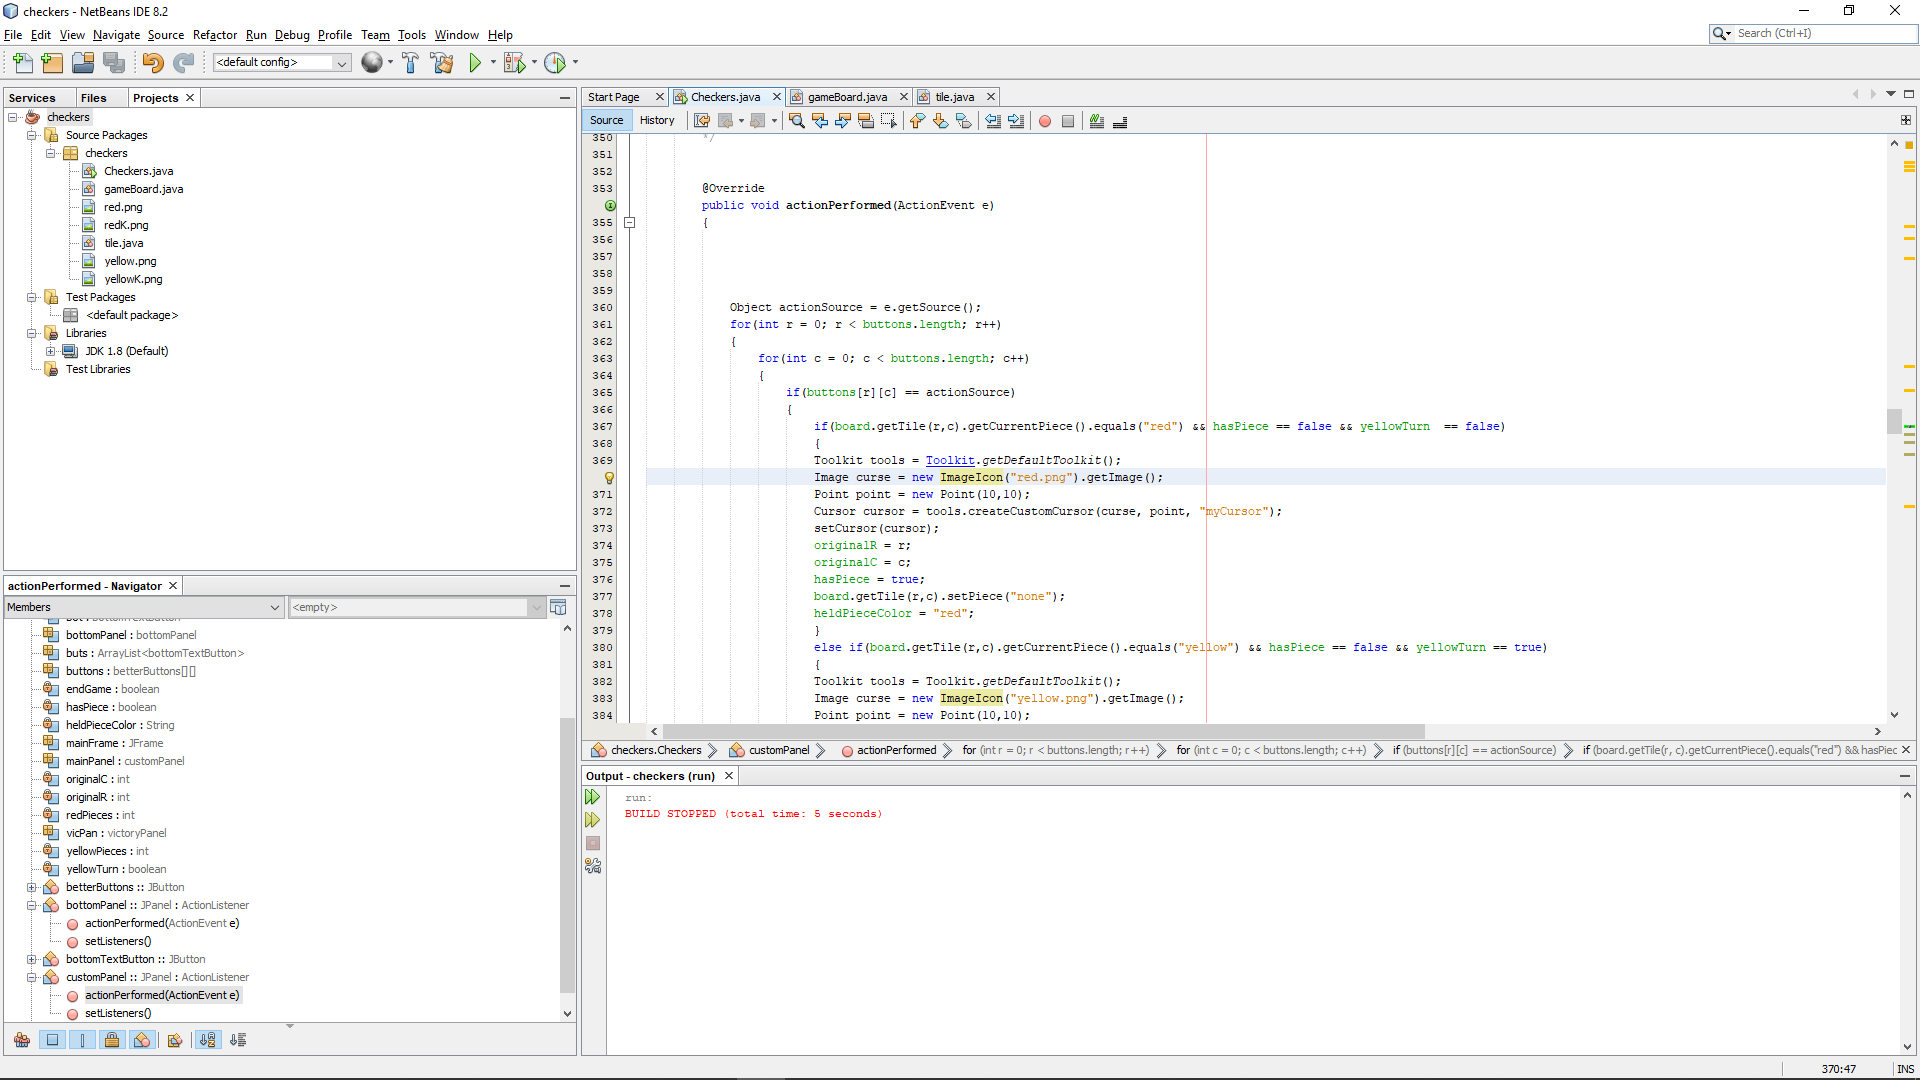 checkers - NetBeans IDE 8.2
File Edit View Navigate Source Refactor Run Debug Profile Team Tools Window Help
Search (Ctrl+I)
<default config>
Services Files Projects
checkers
Source Packages
checkers
Checkers.java
gameBoard.java
red.png
redK.png
tile.java
yellow.png
yellowK.png
Test Packages
<default package>
Libraries
JDK 1.8 (Default)
Test Libraries
actionPerformed - Navigator
Members
<empty>
bot : bottomTextButton
bottomPanel : bottomPanel
buts : ArrayList<bottomTextButton>
buttons : betterButtons[][]
endGame : boolean
hasPiece : boolean
heldPieceColor : String
mainFrame : JFrame
mainPanel : customPanel
originalC : int
originalR : int
redPieces : int
vicPan : victoryPanel
yellowPieces : int
yellowTurn : boolean
betterButtons :: JButton
bottomPanel :: JPanel : ActionListener
actionPerformed(ActionEvent e)
setListeners()
bottomTextButton :: JButton
customPanel :: JPanel : ActionListener
actionPerformed(ActionEvent e)
setListeners()
Start Page Checkers.java gameBoard.java tile.java
Source History
350 */
351
352
353 @Override
public void actionPerformed(ActionEvent e)
355 {
356
357
358
359
360 Object actionSource = e.getSource();
361 for(int r = 0; r < buttons.length; r++)
362 {
363 for(int c = 0; c < buttons.length; c++)
364 {
365 if(buttons[r][c] == actionSource)
366 {
367 if(board.getTile(r,c).getCurrentPiece().equals("red") && hasPiece == false && yellowTurn  == false)
368 {
369 Toolkit tools = Toolkit.getDefaultToolkit();
Image curse = new ImageIcon("red.png").getImage();
371 Point point = new Point(10,10);
372 Cursor cursor = tools.createCustomCursor(curse, point, "myCursor");
373 setCursor(cursor);
374 originalR = r;
375 originalC = c;
376 hasPiece = true;
377 board.getTile(r,c).setPiece("none");
378 heldPieceColor = "red";
379 }
380 else if(board.getTile(r,c).getCurrentPiece().equals("yellow") && hasPiece == false && yellowTurn == true)
381 {
382 Toolkit tools = Toolkit.getDefaultToolkit();
383 Image curse = new ImageIcon("yellow.png").getImage();
384 Point point = new Point(10,10);
checkers.Checkers customPanel actionPerformed for (int r = 0; r < buttons.length; r++) for (int c = 0; c < buttons.length; c++) if (buttons[r][c] == actionSource) if (board.getTile(r, c).getCurrentPiece().equals("red") && hasPiec
Output - checkers (run)
run:
BUILD STOPPED (total time: 5 seconds)
370:47 INS